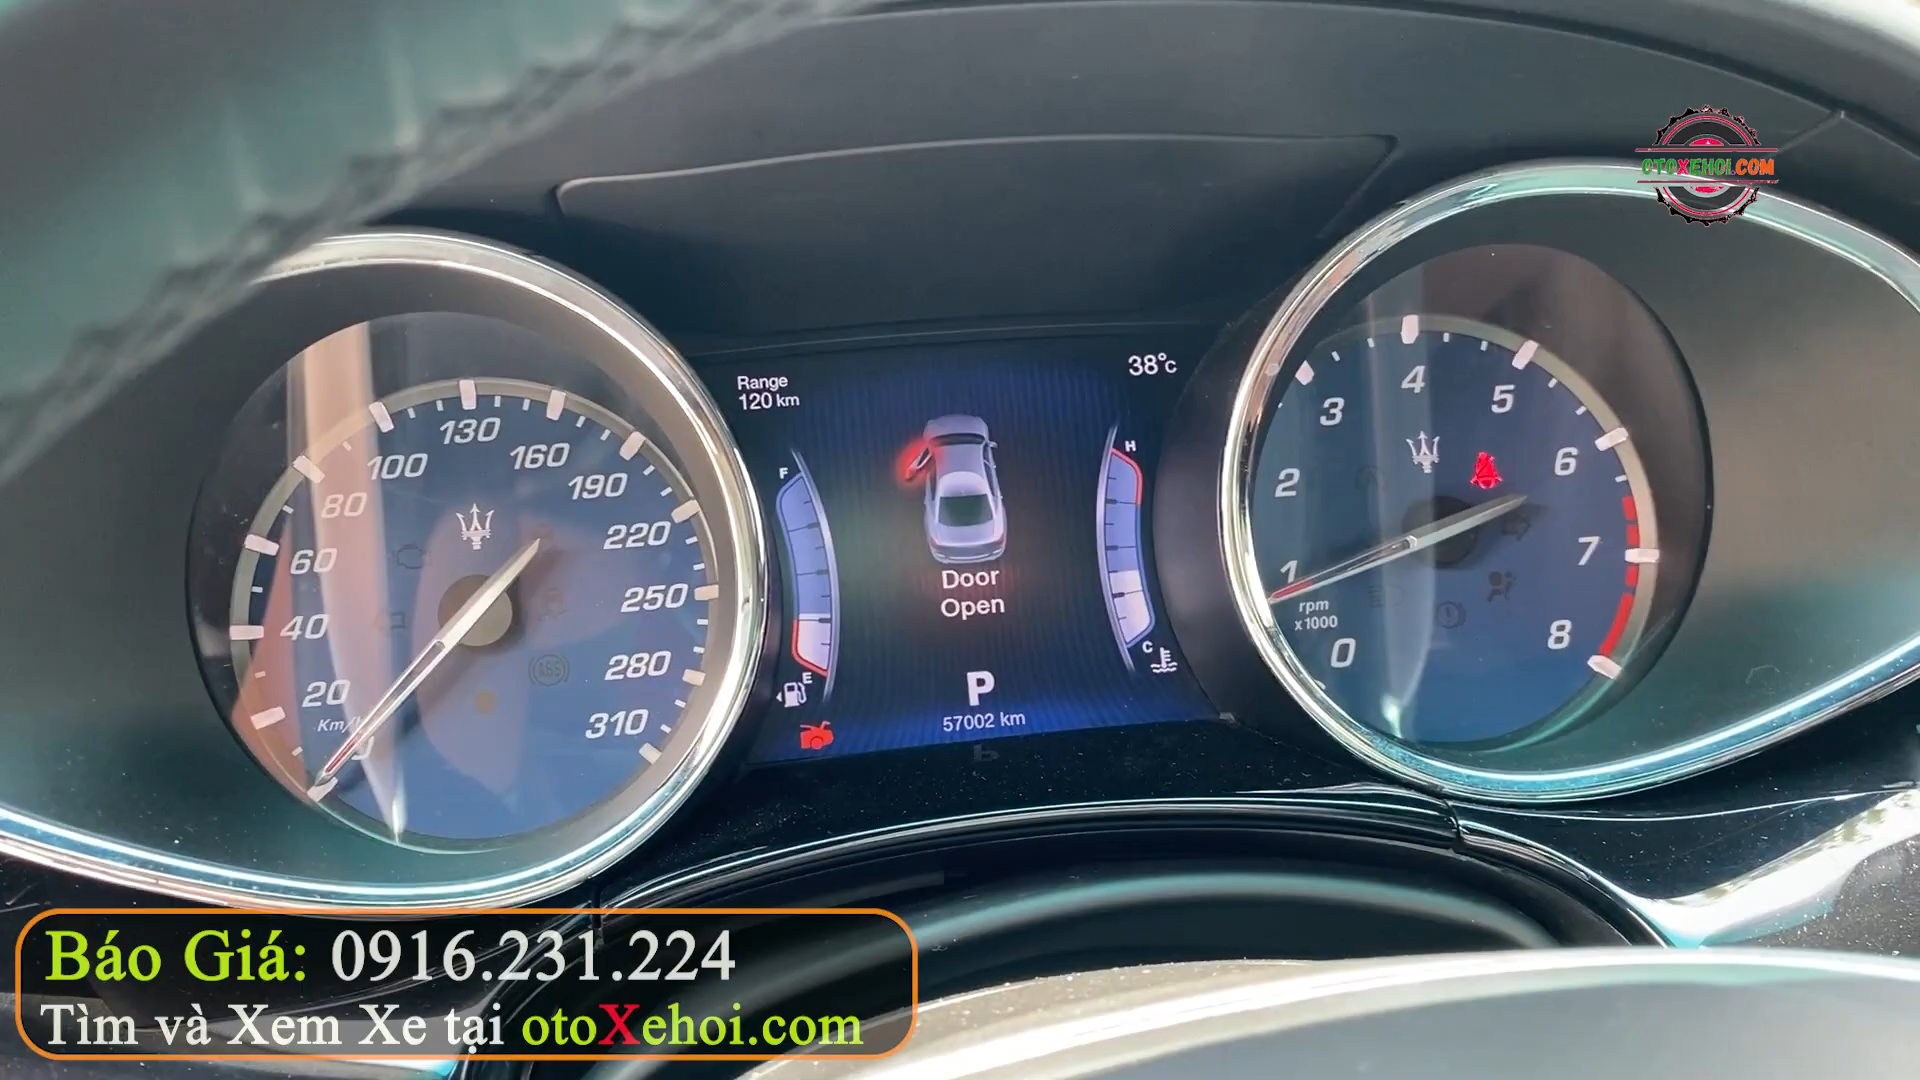 OTOXEHOI.COM
Range
120 km
38°C
F
E
H
C
Door
Open
P
57002 km
20
40
60
80
100
130
160
190
220
250
280
310
Km/
0
ABS
0
1
2
3
4
5
6
7
8
rpm
x1000
Báo Giá: 0916.231.224
Tìm và Xem Xe tại otoXehoi.com